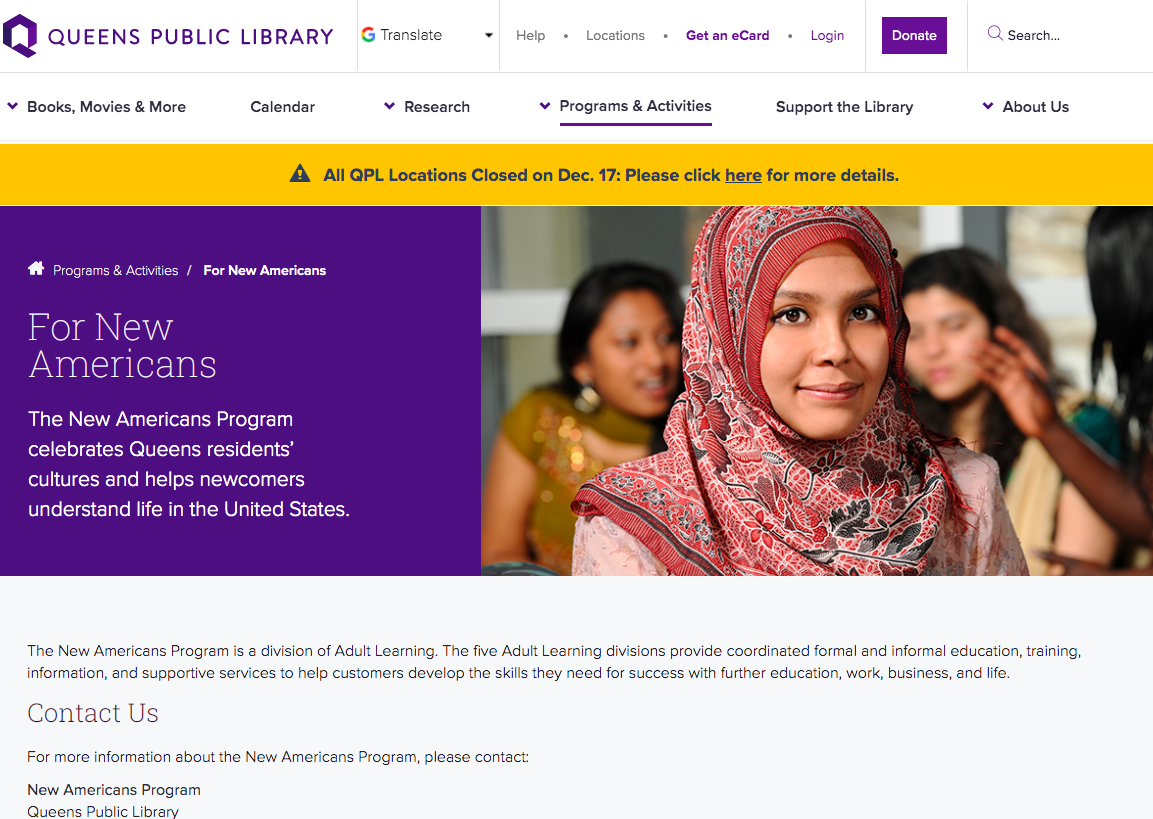 QUEENS PUBLIC LIBRARY
Translate
Help • Locations • Get an eCard • Login
Donate
Search...
Books, Movies & More
Calendar
Research
Programs & Activities
Support the Library
About Us
All QPL Locations Closed on Dec. 17: Please click here for more details.
Programs & Activities / For New Americans
For New
Americans
The New Americans Program
celebrates Queens residents’
cultures and helps newcomers
understand life in the United States.
The New Americans Program is a division of Adult Learning. The five Adult Learning divisions provide coordinated formal and informal education, training,
information, and supportive services to help customers develop the skills they need for success with further education, work, business, and life.
Contact Us
For more information about the New Americans Program, please contact:
New Americans Program
Queens Public Library